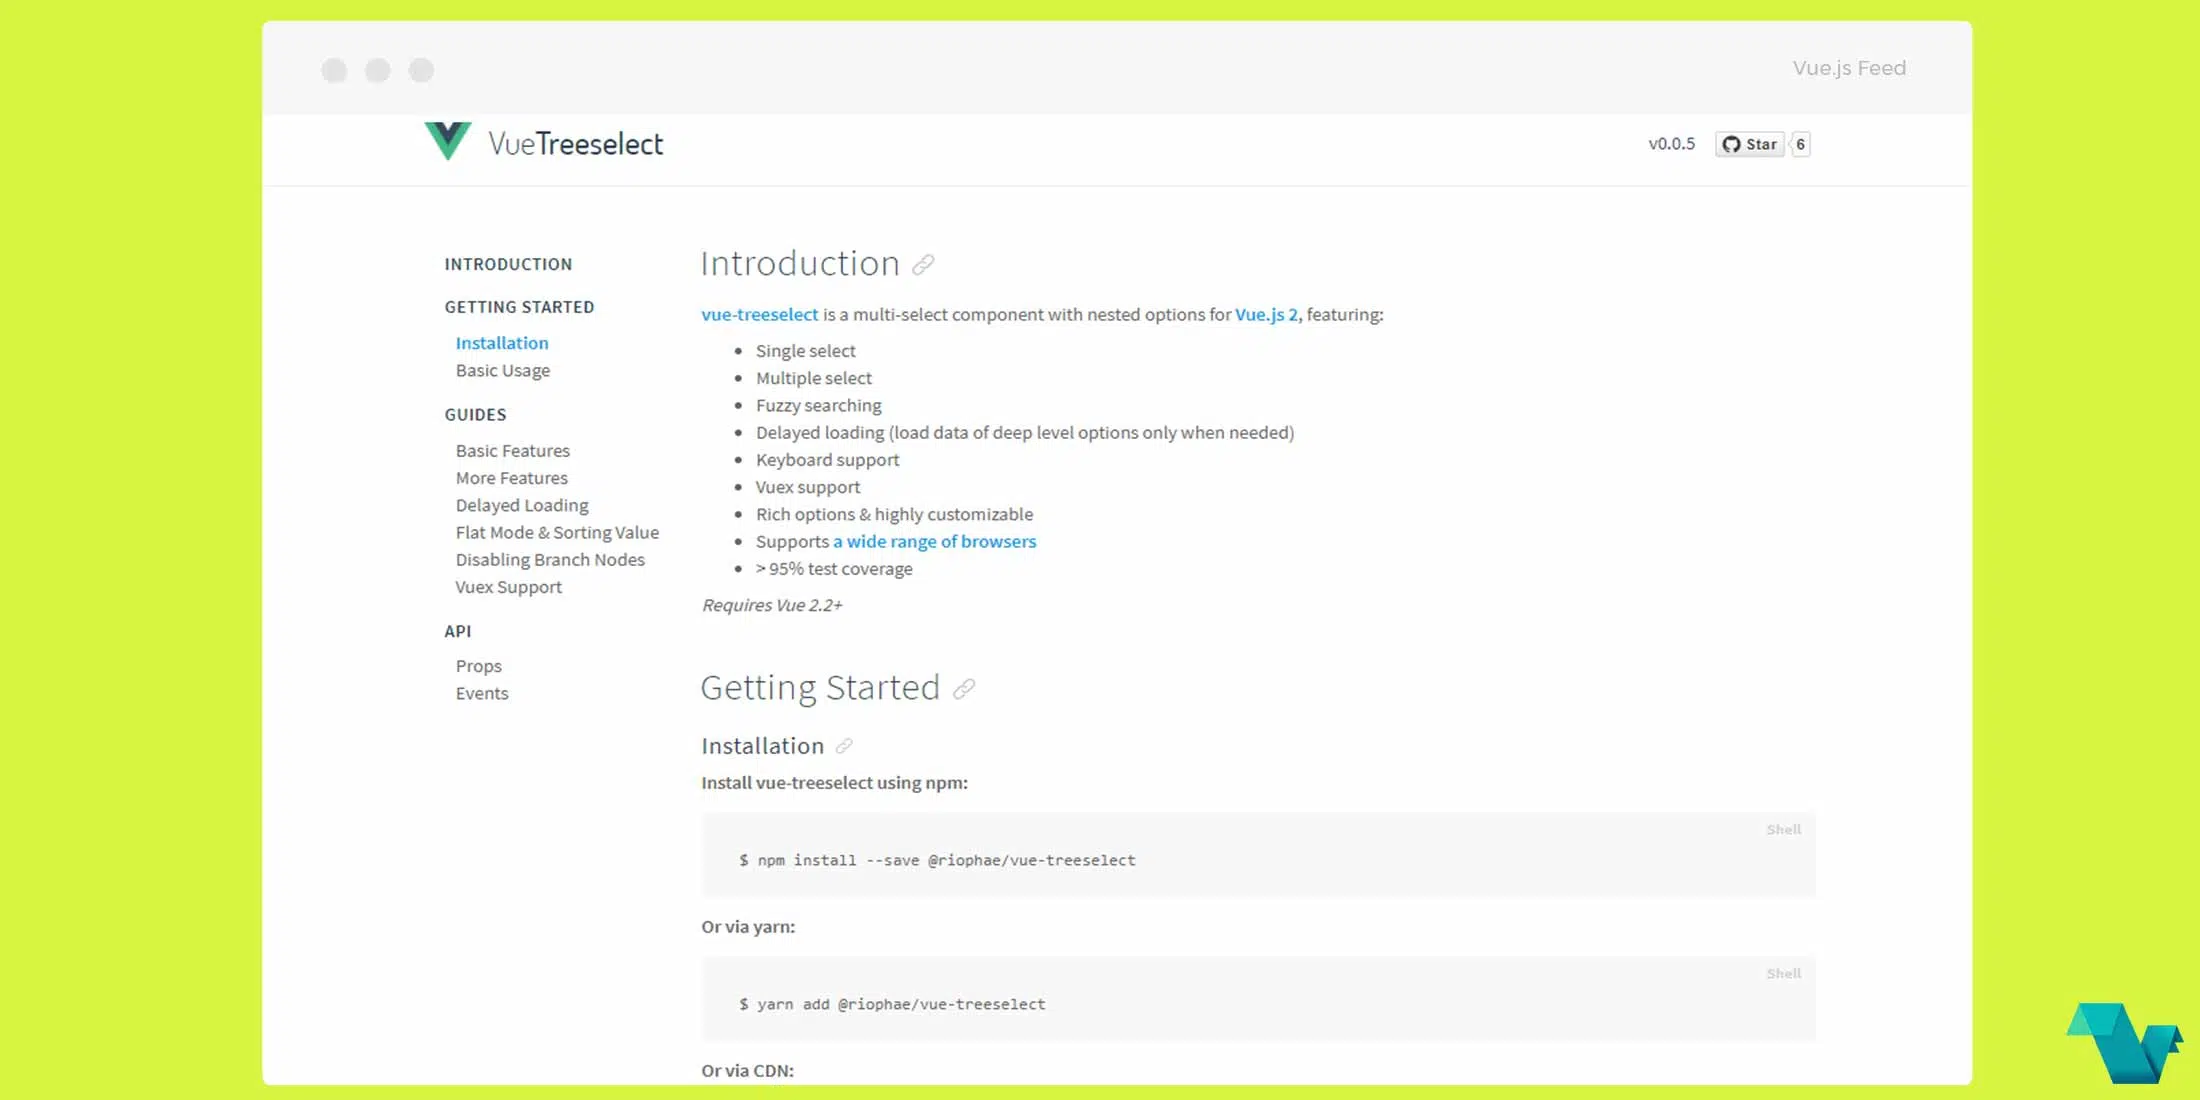 Vue.js Feed
VueTreeselect
v0.0.5
Star
6
INTRODUCTION
GETTING STARTED
Installation
Basic Usage
GUIDES
Basic Features
More Features
Delayed Loading
Flat Mode & Sorting Value
Disabling Branch Nodes
Vuex Support
API
Props
Events
Introduction
vue-treeselect is a multi-select component with nested options for Vue.js 2, featuring:
• Single select
• Multiple select
• Fuzzy searching
• Delayed loading (load data of deep level options only when needed)
• Keyboard support
• Vuex support
• Rich options & highly customizable
• Supports a wide range of browsers
• > 95% test coverage
Requires Vue 2.2+
Getting Started
Installation
Install vue-treeselect using npm:
Shell
$ npm install --save @riophae/vue-treeselect
Or via yarn:
Shell
$ yarn add @riophae/vue-treeselect
Or via CDN: